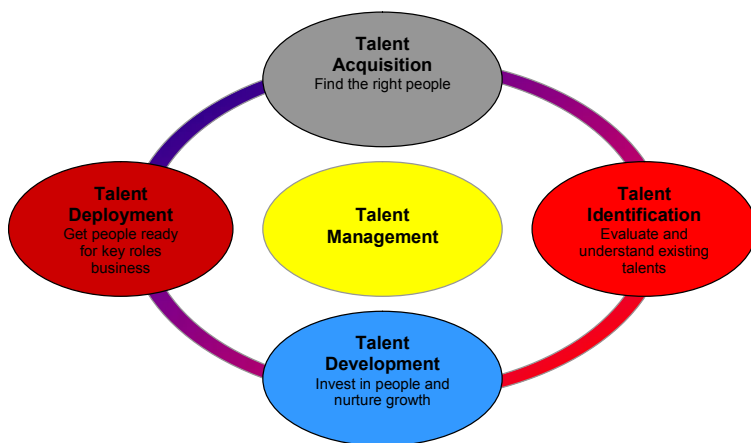 Talent
Acquisition
Find the right people
Talent
Deployment
Get people ready
for key roles
business
Talent
Management
Talent
Identification
Evaluate and
understand existing
talents
Talent
Development
Invest in people and
nurture growth